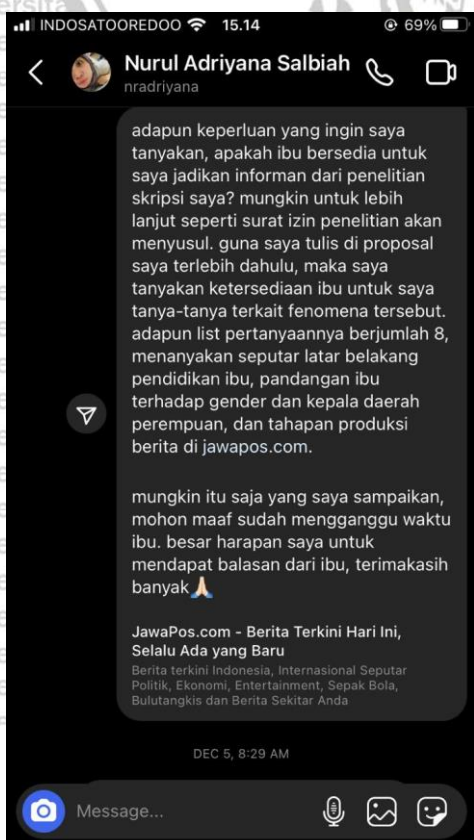 INDOSATOOREDOO 15.14 69%
Nurul Adriyana Salbiah
nradriyana
adapun keperluan yang ingin saya
tanyakan, apakah ibu bersedia untuk
saya jadikan informan dari penelitian
skripsi saya? mungkin untuk lebih
lanjut seperti surat izin penelitian akan
menyusul. guna saya tulis di proposal
saya terlebih dahulu, maka saya
tanyakan ketersediaan ibu untuk saya
tanya-tanya terkait fenomena tersebut.
adapun list pertanyaannya berjumlah 8,
menanyakan seputar latar belakang
pendidikan ibu, pandangan ibu
terhadap gender dan kepala daerah
perempuan, dan tahapan produksi
berita di jawapos.com.
mungkin itu saja yang saya sampaikan,
mohon maaf sudah mengganggu waktu
ibu. besar harapan saya untuk
mendapat balasan dari ibu, terimakasih
banyak🙏🏻
JawaPos.com - Berita Terkini Hari Ini,
Selalu Ada yang Baru
Berita terkini Indonesia, Internasional Seputar
Politik, Ekonomi, Entertainment, Sepak Bola,
Bulutangkis dan Berita Sekitar Anda
DEC 5, 8:29 AM
Message...